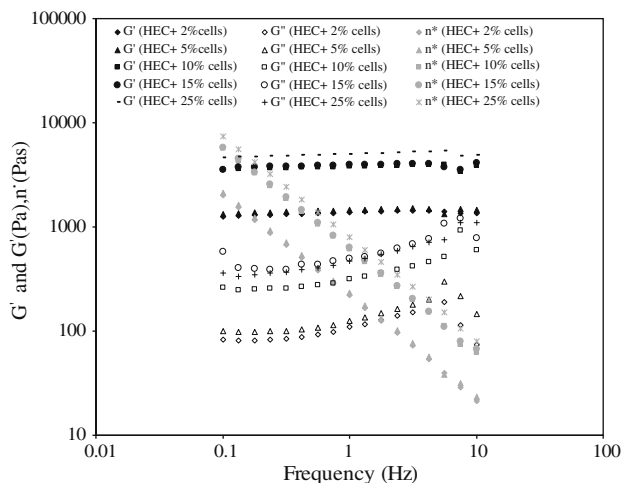 G' (HEC+ 2%cells) G" (HEC+ 2% cells) n* (HEC+ 2% cells)
G' (HEC+ 5%cells) G" (HEC+ 5% cells) n* (HEC+ 5% cells)
G' (HEC+ 10% cells) G" (HEC+ 10% cells) n* (HEC+ 10% cells)
G' (HEC+ 15% cells) G" (HEC+ 15% cells) n* (HEC+ 15% cells)
G' (HEC+ 25% cells) G" (HEC+ 25% cells) n* (HEC+ 25% cells)
100000
10000
1000
100
10
G' and G'(Pa),n*(Pas)
0.01 0.1 1 10 100
Frequency (Hz)